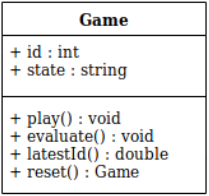 Game
+ id : int
+ state : string
+ play() : void
+ evaluate() : void
+ latestId() : double
+ reset() : Game